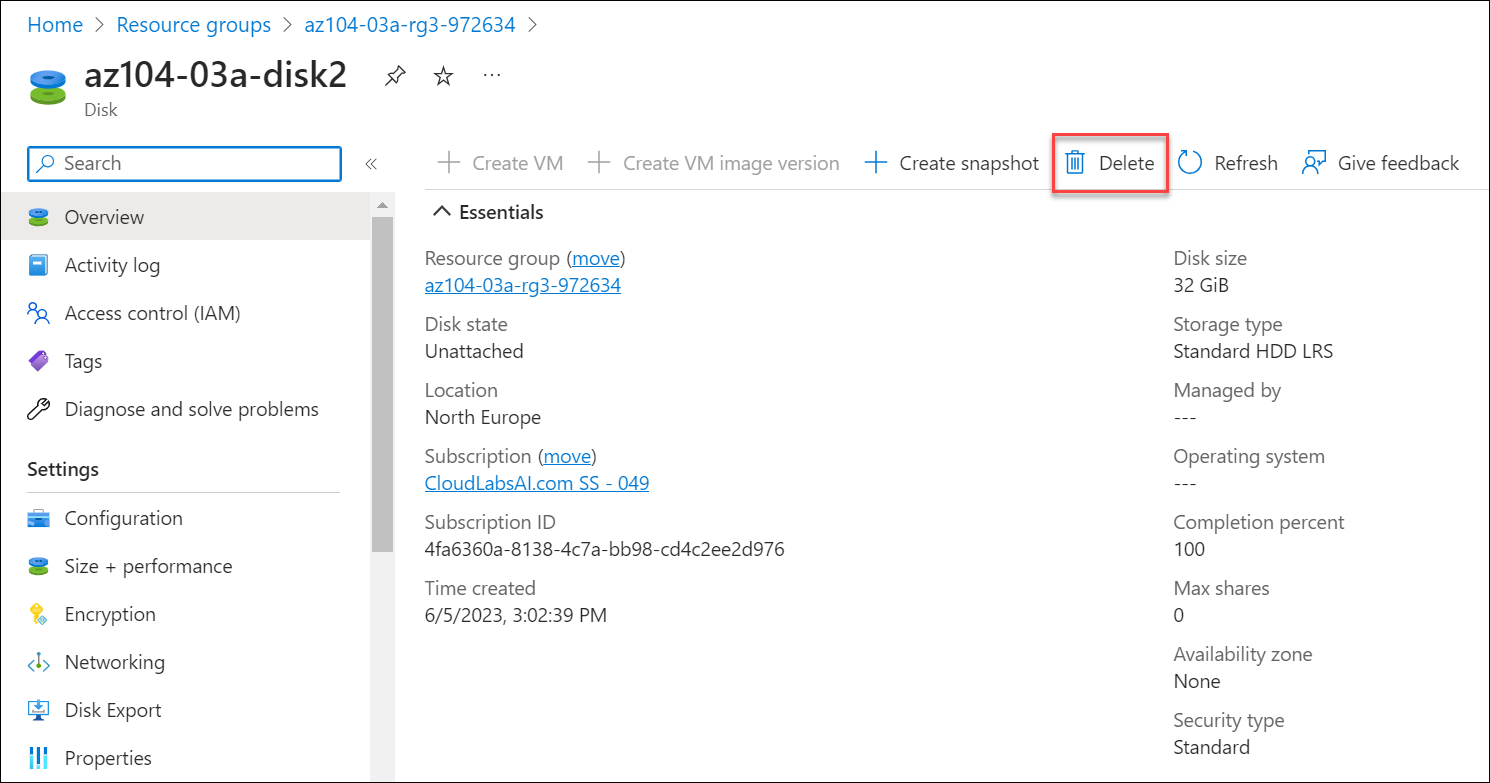 Home > Resource groups > az104-03a-rg3-972634 >
az104-03a-disk2
Disk
Search
Create VM
Create VM image version
Create snapshot
Delete
Refresh
Give feedback
Overview
Activity log
Access control (IAM)
Tags
Diagnose and solve problems
Settings
Configuration
Size + performance
Encryption
Networking
Disk Export
Properties
Essentials
Resource group (move)
az104-03a-rg3-972634
Disk state
Unattached
Location
North Europe
Subscription (move)
CloudLabsAI.com SS - 049
Subscription ID
4fa6360a-8138-4c7a-bb98-cd4c2ee2d976
Time created
6/5/2023, 3:02:39 PM
Disk size
32 GiB
Storage type
Standard HDD LRS
Managed by
---
Operating system
---
Completion percent
100
Max shares
0
Availability zone
None
Security type
Standard